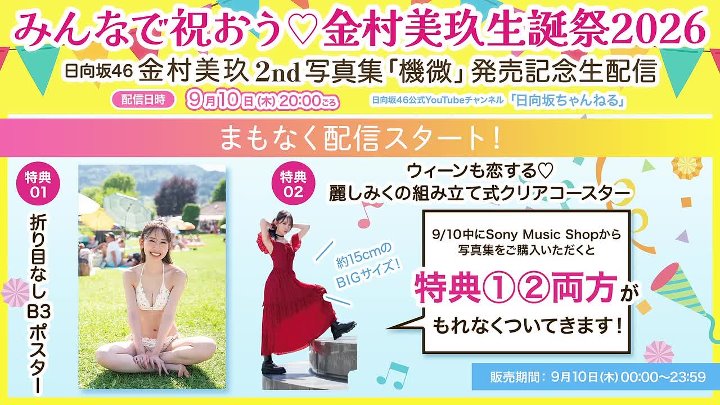 みんなで祝おう♡金村美玖生誕祭2026
日向坂46 金村美玖 2nd写真集「機微」発売記念生配信
配信日時 9月10日(木)20:00ごろ 日向坂46公式YouTubeチャンネル「日向坂ちゃんねる」
まもなく配信スタート！
特典01
折り目なしB3ポスター
特典02
ウィーンも恋する♡
麗しみくの組み立て式クリアコースター
約15cmの
BIGサイズ！
9/10中にSony Music Shopから
写真集をご購入いただくと
特典①②両方が
もれなくついてきます！
販売期間：9月10日(木)00:00〜23:59